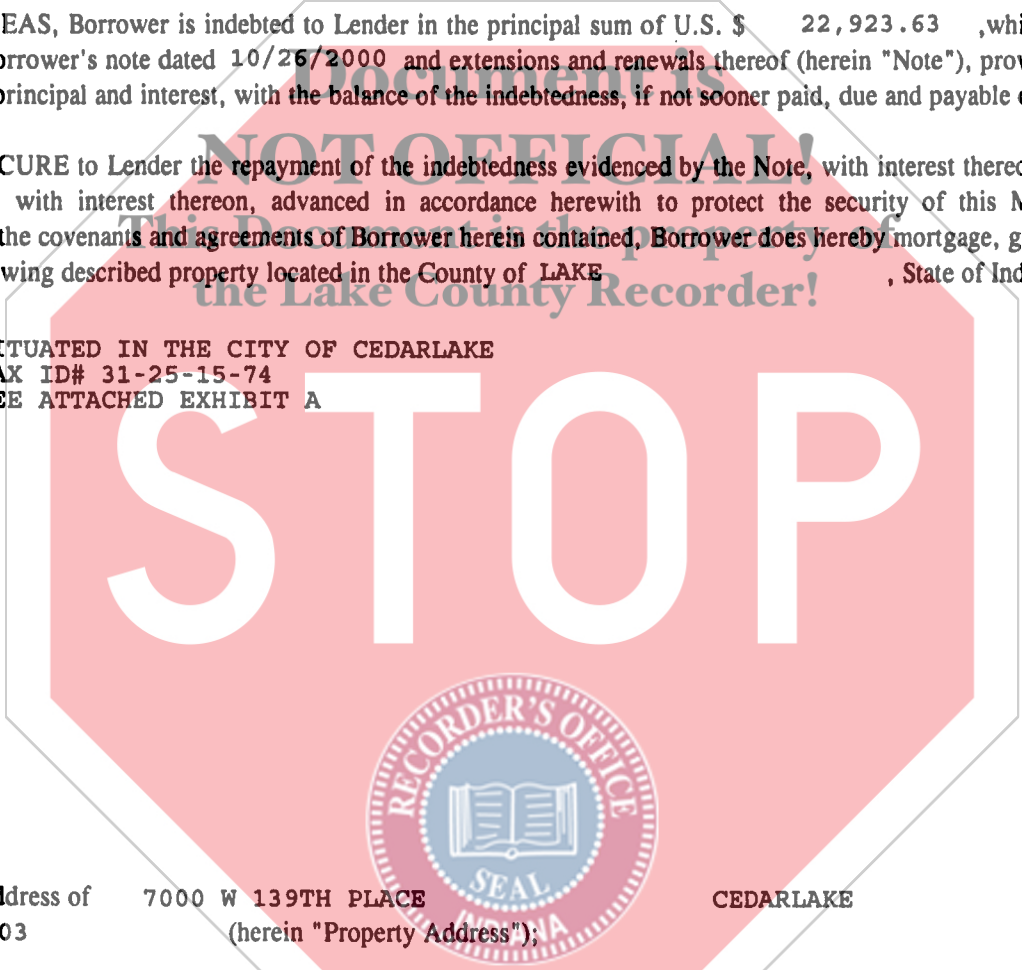 EAS, Borrower is indebted to Lender in the principal sum of U.S. $ 22,923.63 ,whi
orrower's note dated 10/26/2000 and extensions and renewals thereof (herein "Note"), prov
principal and interest, with the balance of the indebtedness, if not sooner paid, due and payable
Document is
CURE to Lender the repayment of the indebtedness evidenced by the Note, with interest thereo
NOT OFFICIAL!
with interest thereon, advanced in accordance herewith to protect the security of this M
This Document is the property of
the covenants and agreements of Borrower herein contained, Borrower does hereby mortgage, g
wing described property located in the County of LAKE , State of Ind
the Lake County Recorder!
ITUATED IN THE CITY OF CEDARLAKE
AX ID# 31-25-15-74
EE ATTACHED EXHIBIT A
STOP
RECORDER'S OFFICE
SEAL
INDIANA
ddress of 7000 W 139TH PLACE CEDARLAKE
03 (herein "Property Address");